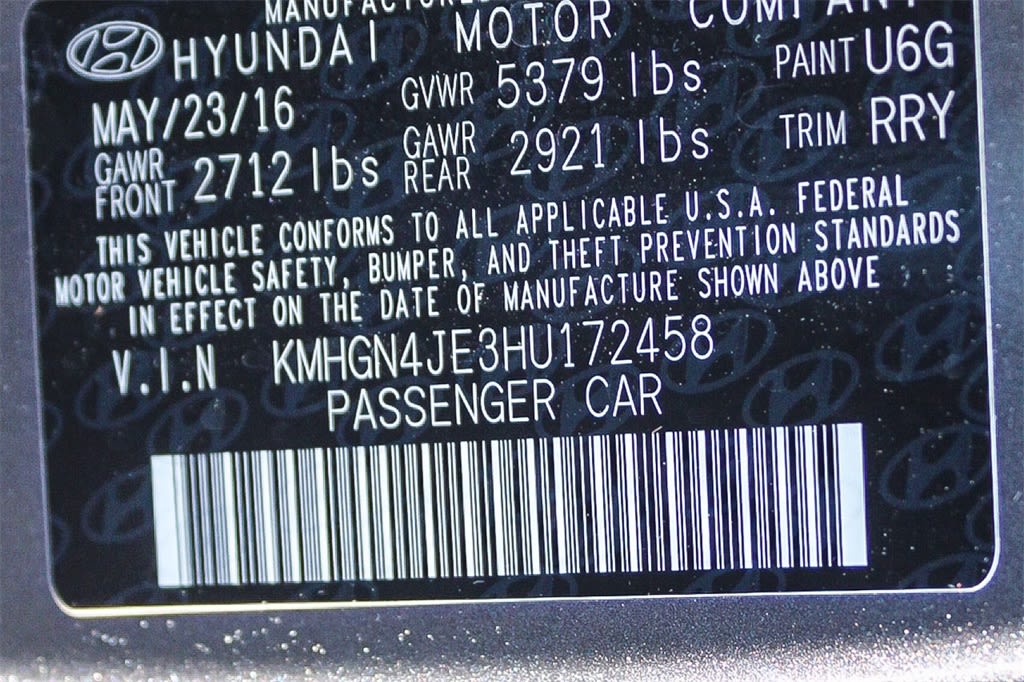 MANUFACTURED
HYUNDAI MOTOR COMPANY
MAY/23/16 GVWR 5379 lbs PAINT U6G
GAWR FRONT 2712 lbs GAWR REAR 2921 lbs TRIM RRY
THIS VEHICLE CONFORMS TO ALL APPLICABLE U.S.A. FEDERAL
MOTOR VEHICLE SAFETY, BUMPER, AND THEFT PREVENTION STANDARDS
IN EFFECT ON THE DATE OF MANUFACTURE SHOWN ABOVE
V.I.N KMHGN4JE3HU172458
PASSENGER CAR